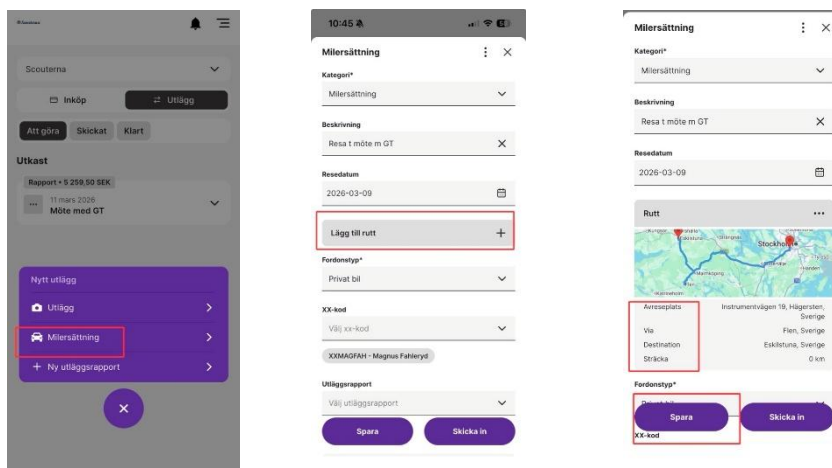 Scouterna
Inköp
Utlägg
Att göra
Skickat
Klart
Utkast
Rapport • 5 259,50 SEK
11 mars 2026
Möte med GT
Nytt utlägg
Utlägg
Milersättning
Ny utläggsrapport
10:45
Milersättning
Kategori*
Milersättning
Beskrivning
Resa t möte m GT
Resedatum
2026-03-09
Lägg till rutt
Fordonstyp*
Privat bil
XX-kod
Välj xx-kod
XXMAGFAH - Magnus Fahleryd
Utläggsrapport
Välj utläggsrapport
Spara
Skicka in
Milersättning
Kategori*
Milersättning
Beskrivning
Resa t möte m GT
Resedatum
2026-03-09
Rutt
Stockholm
Avreseplats Instrumentvägen 19, Hägersten, Sverige
Via Flen, Sverige
Destination Eskilstuna, Sverige
Sträcka 0 km
Fordonstyp*
Spara
Skicka in
XX-kod